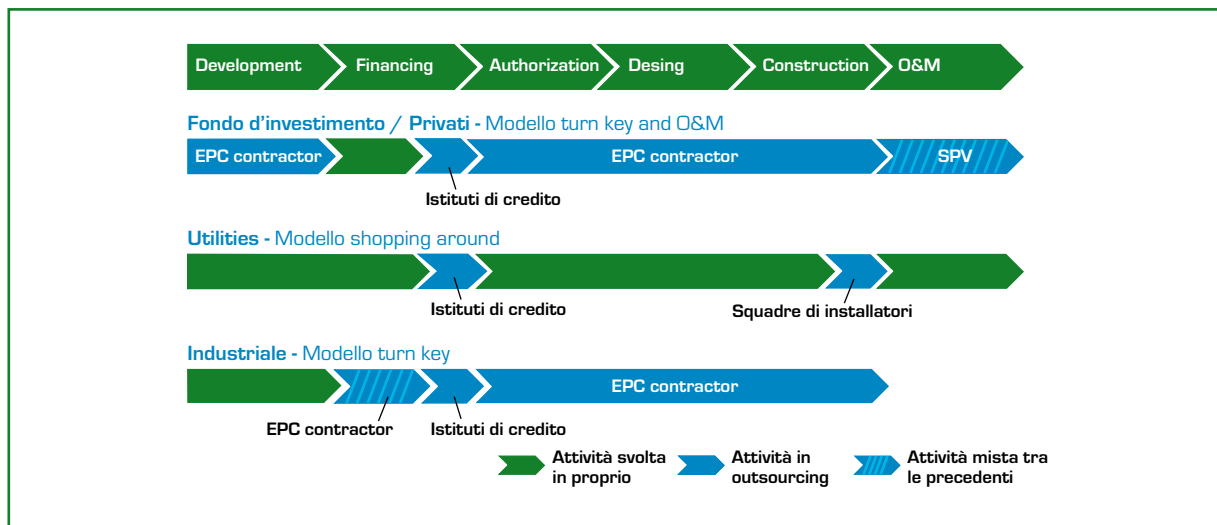 Development Financing Authorization Desing Construction O&M
Fondo d'investimento / Privati - Modello turn key and O&M
EPC contractor EPC contractor SPV
Istituti di credito
Utilities - Modello shopping around
Istituti di credito Squadre di installatori
Industriale - Modello turn key
EPC contractor
EPC contractor Istituti di credito
Attività svolta
in proprio
Attività in
outsourcing
Attività mista tra
le precedenti